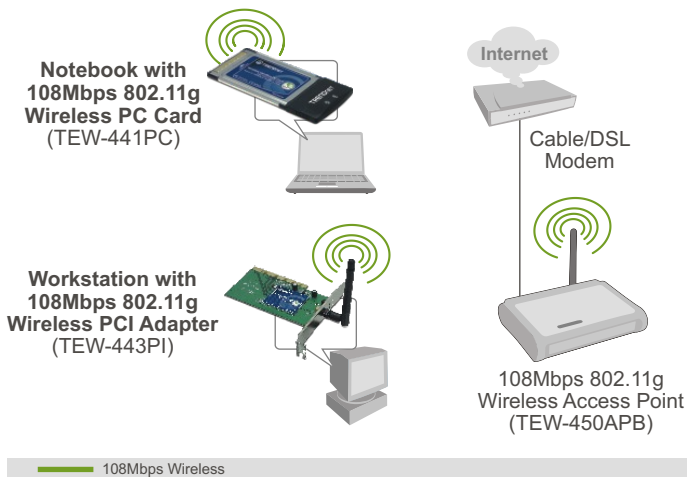 Notebook with
108Mbps 802.11g
Wireless PC Card
(TEW-441PC)
TRENDNET
Internet
Cable/DSL
Modem
Workstation with
108Mbps 802.11g
Wireless PCI Adapter
(TEW-443PI)
108Mbps 802.11g
Wireless Access Point
(TEW-450APB)
108Mbps Wireless